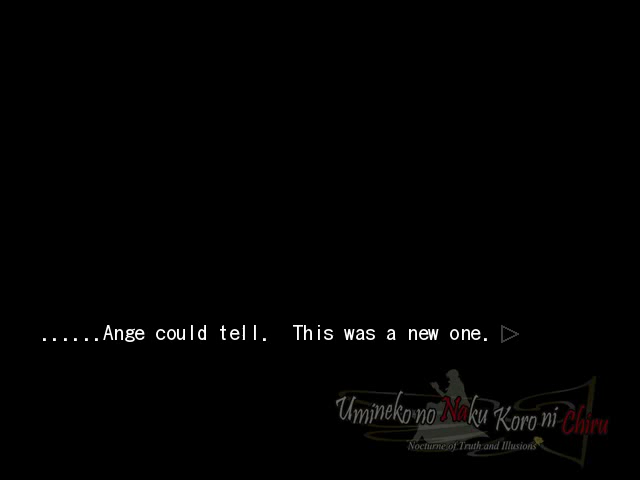 ......Ange could tell.  This was a new one.
Umineko no Naku Koro ni Chiru
Nocturne of Truth and Illusions